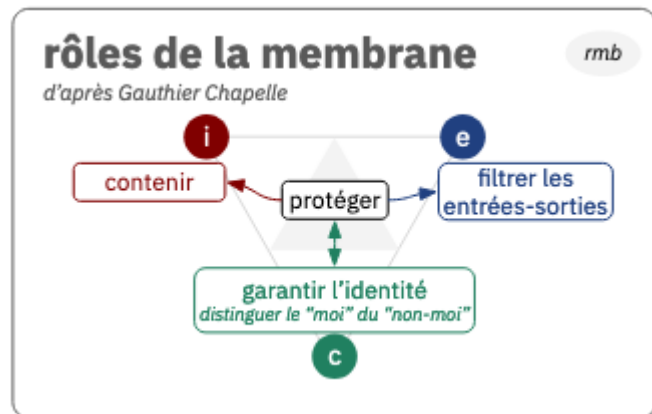 rôles de la membrane
rmb
d'après Gauthier Chapelle
i
e
contenir
protéger
filtrer les
entrées-sorties
garantir l'identité
distinguer le "moi" du "non-moi"
c